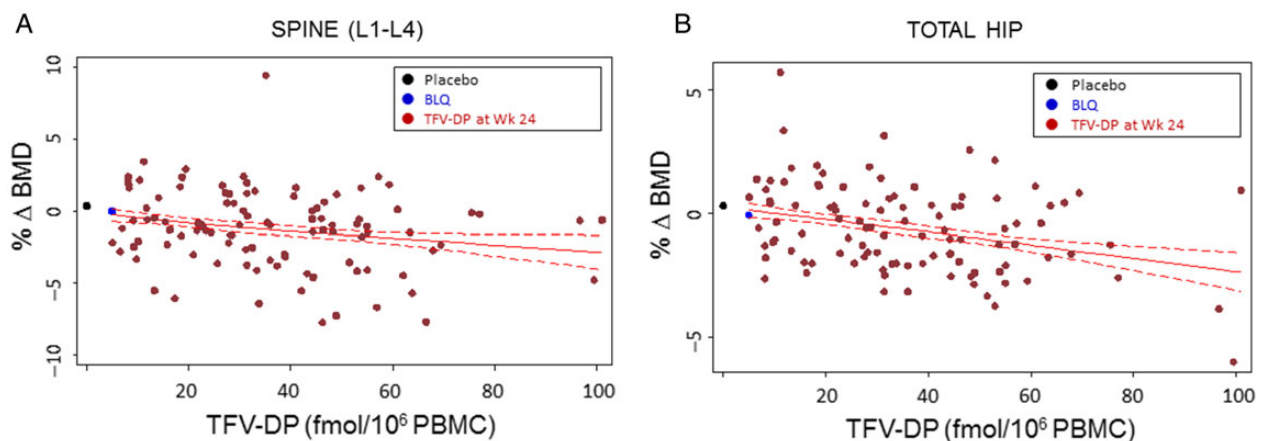 A
SPINE (L1-L4)
10
5
0
−5
−10
% Δ BMD
Placebo
BLQ
TFV-DP at Wk 24
20 40 60 80 100
TFV-DP (fmol/10⁶ PBMC)
B
TOTAL HIP
5
0
−5
% Δ BMD
Placebo
BLQ
TFV-DP at Wk 24
20 40 60 80 100
TFV-DP (fmol/10⁶ PBMC)